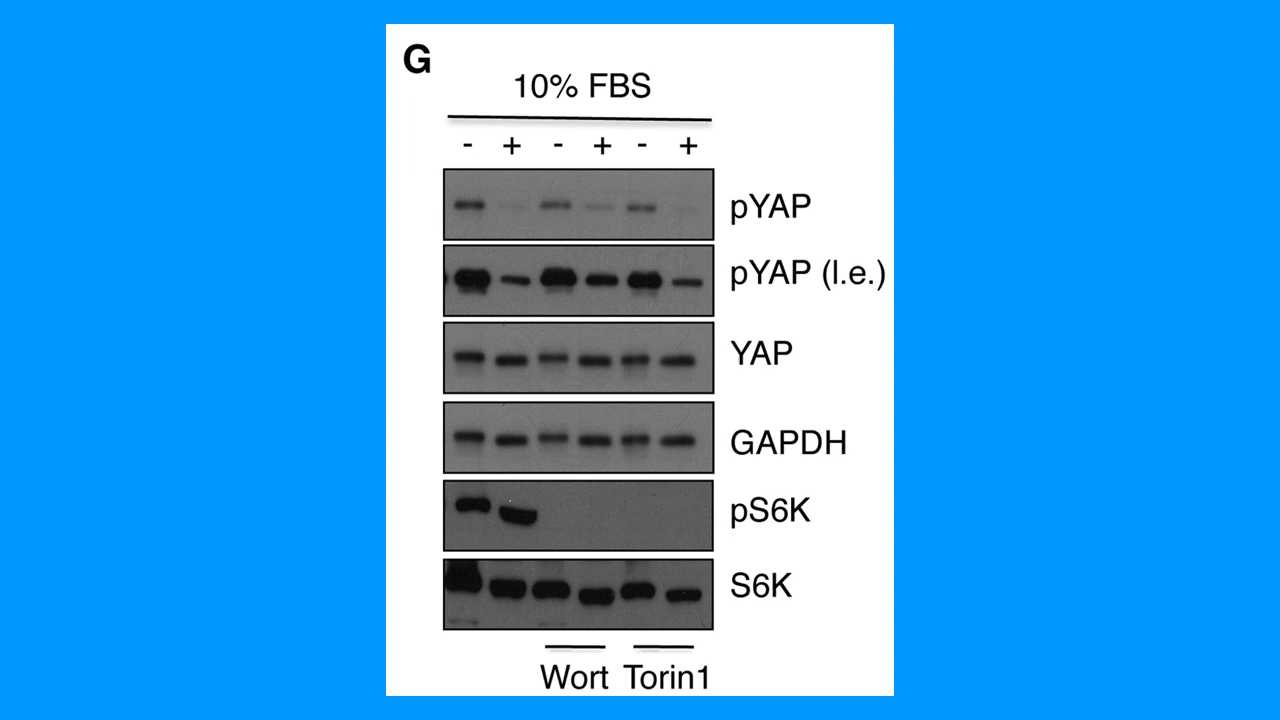 G
10% FBS
- + - + - +
pYAP
pYAP (l.e.)
YAP
GAPDH
pS6K
S6K
Wort Torin1